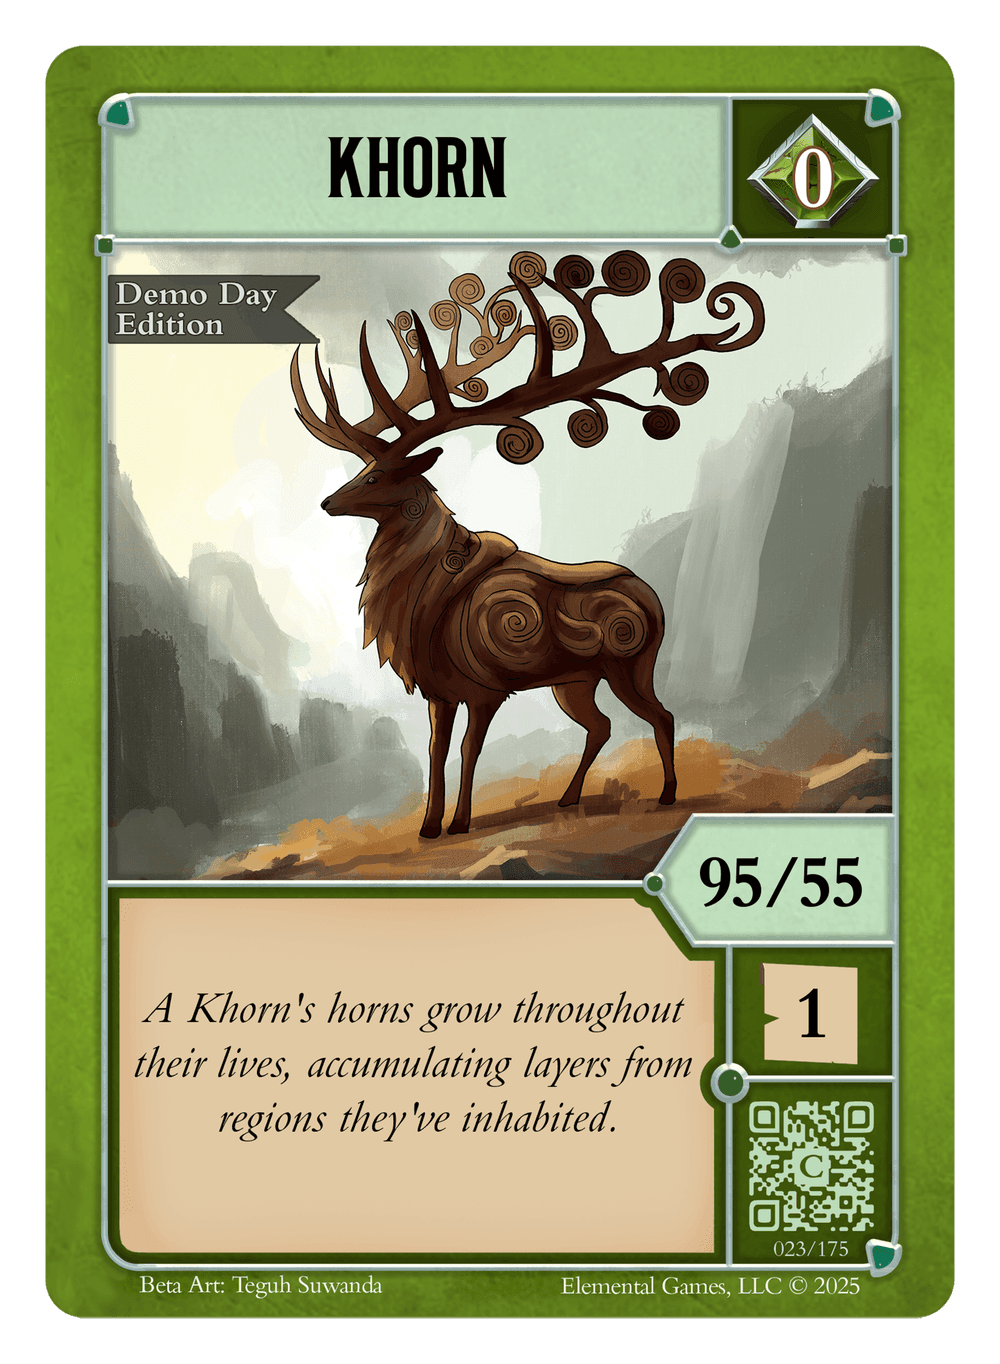 KHORN
0
Demo Day
Edition
95/55
A Khorn's horns grow throughout
their lives, accumulating layers from
regions they've inhabited.
1
C
023/175
Beta Art: Teguh Suwanda
Elemental Games, LLC © 2025